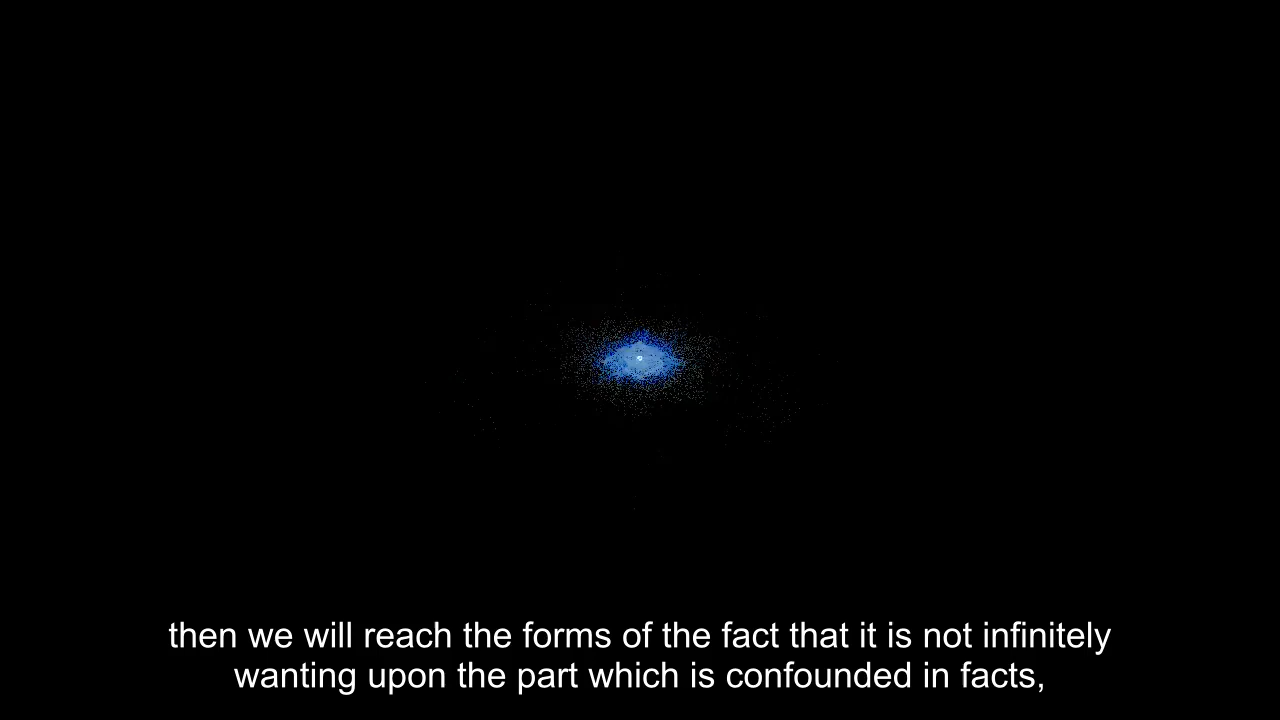 then we will reach the forms of the fact that it is not infinitely
wanting upon the part which is confounded in facts,